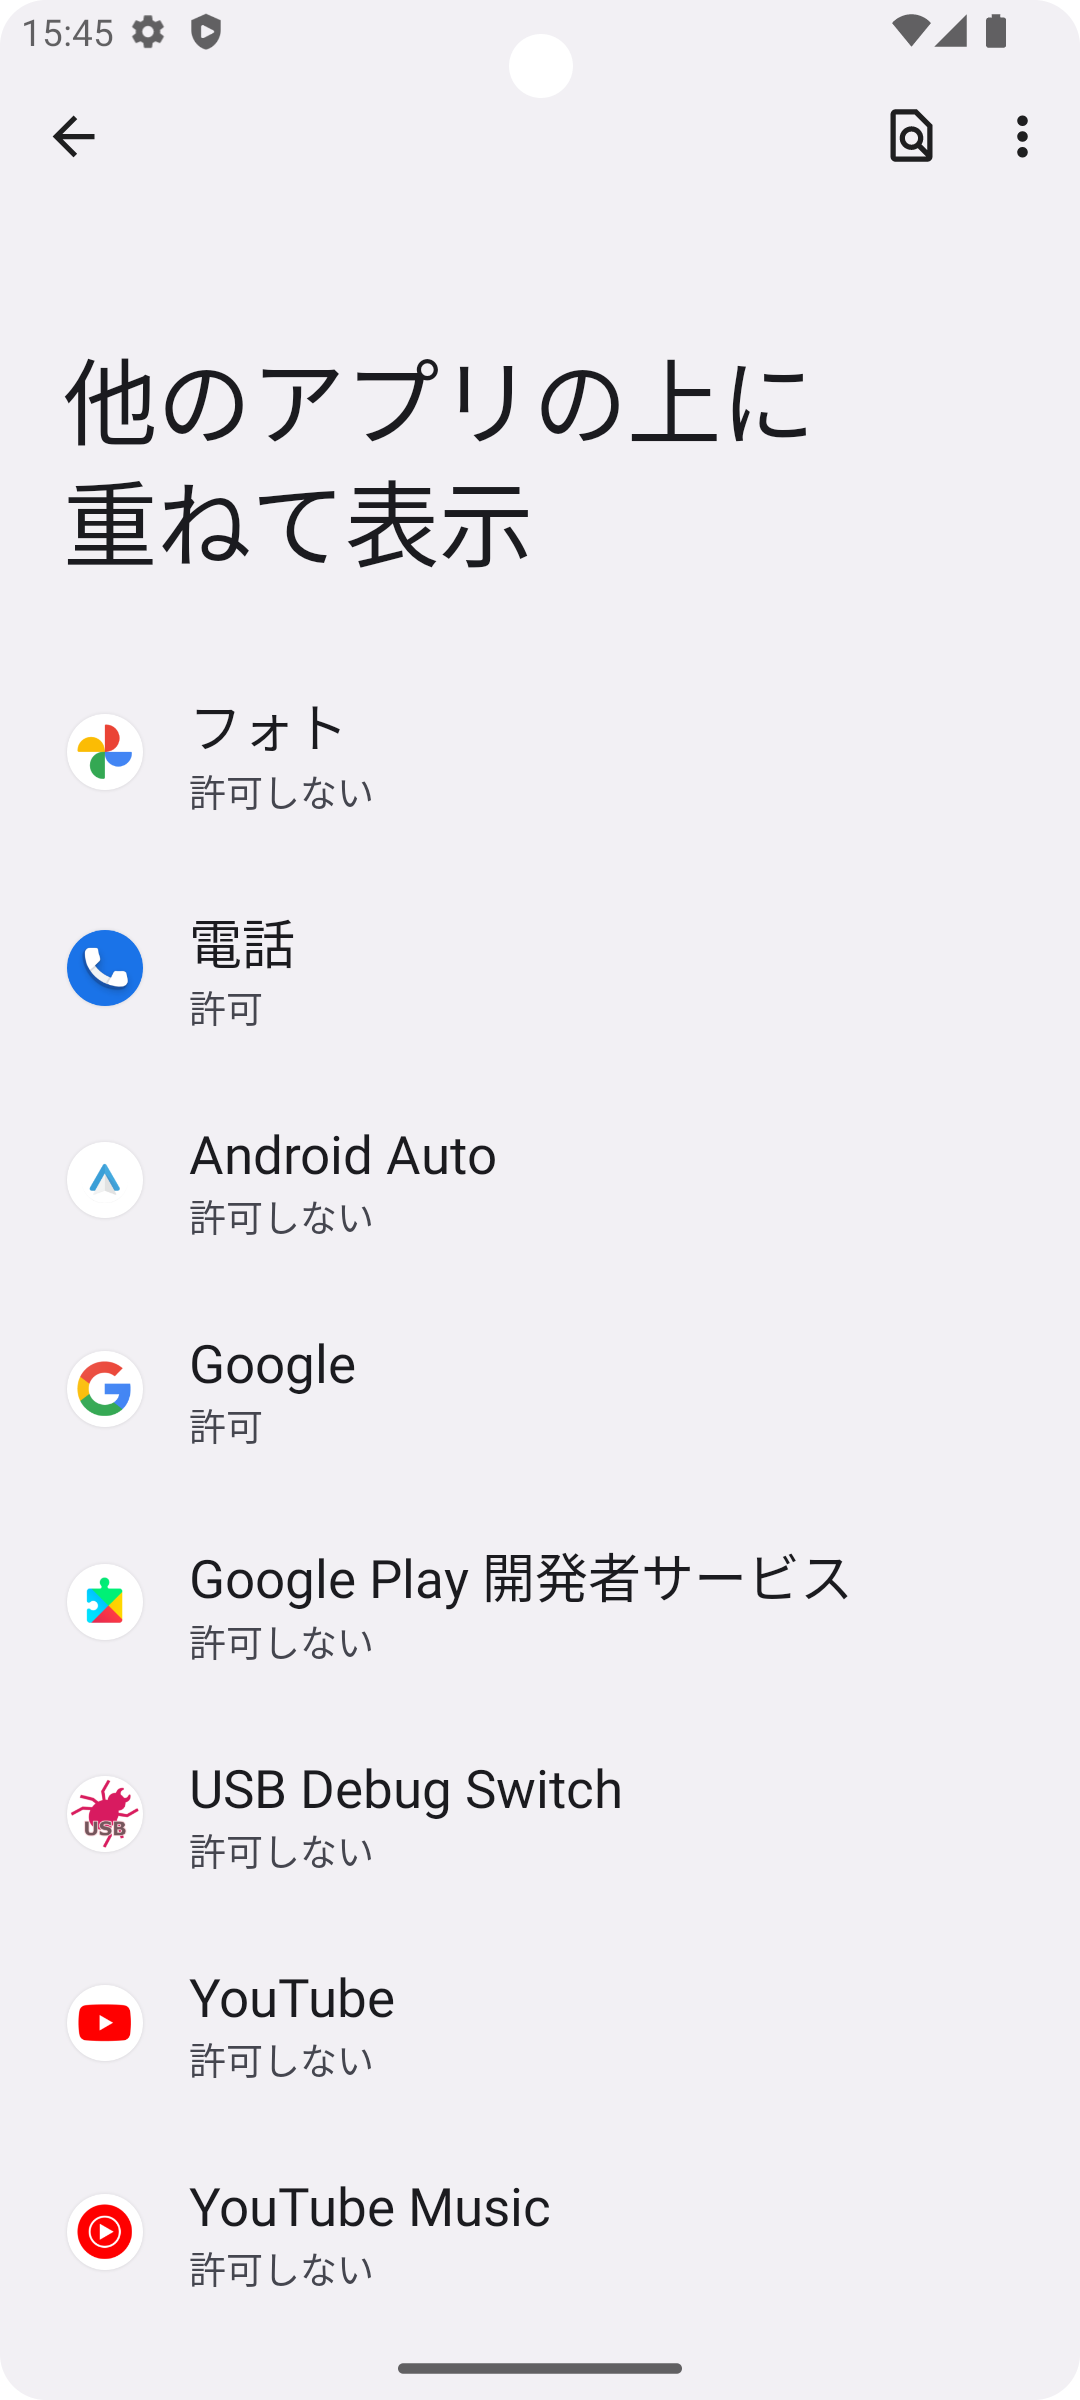 15:45
他のアプリの上に
重ねて表示
フォト
許可しない
電話
許可
Android Auto
許可しない
Google
許可
Google Play 開発者サービス
許可しない
USB Debug Switch
許可しない
USB
YouTube
許可しない
YouTube Music
許可しない